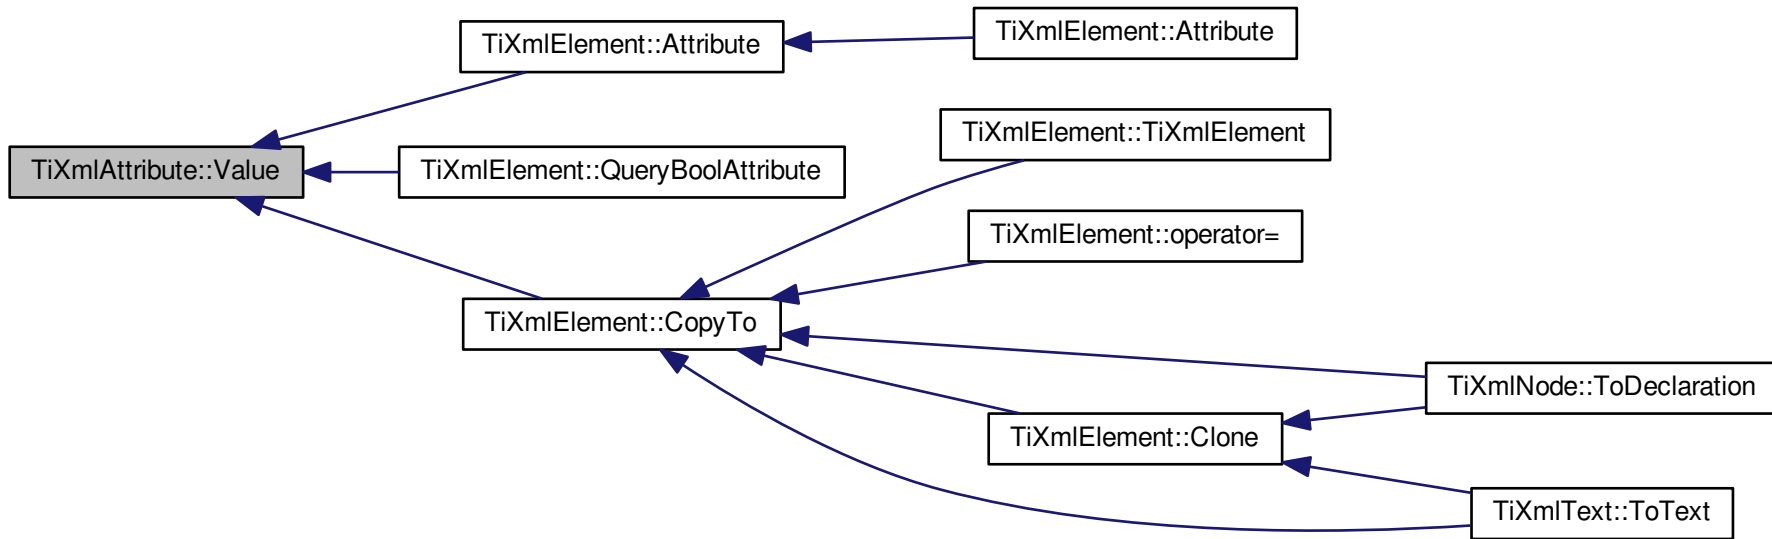 TiXmlElement::Attribute
TiXmlElement::Attribute
TiXmlElement::TiXmlElement
TiXmlAttribute::Value
TiXmlElement::QueryBoolAttribute
TiXmlElement::operator=
TiXmlElement::CopyTo
TiXmlNode::ToDeclaration
TiXmlElement::Clone
TiXmlText::ToText